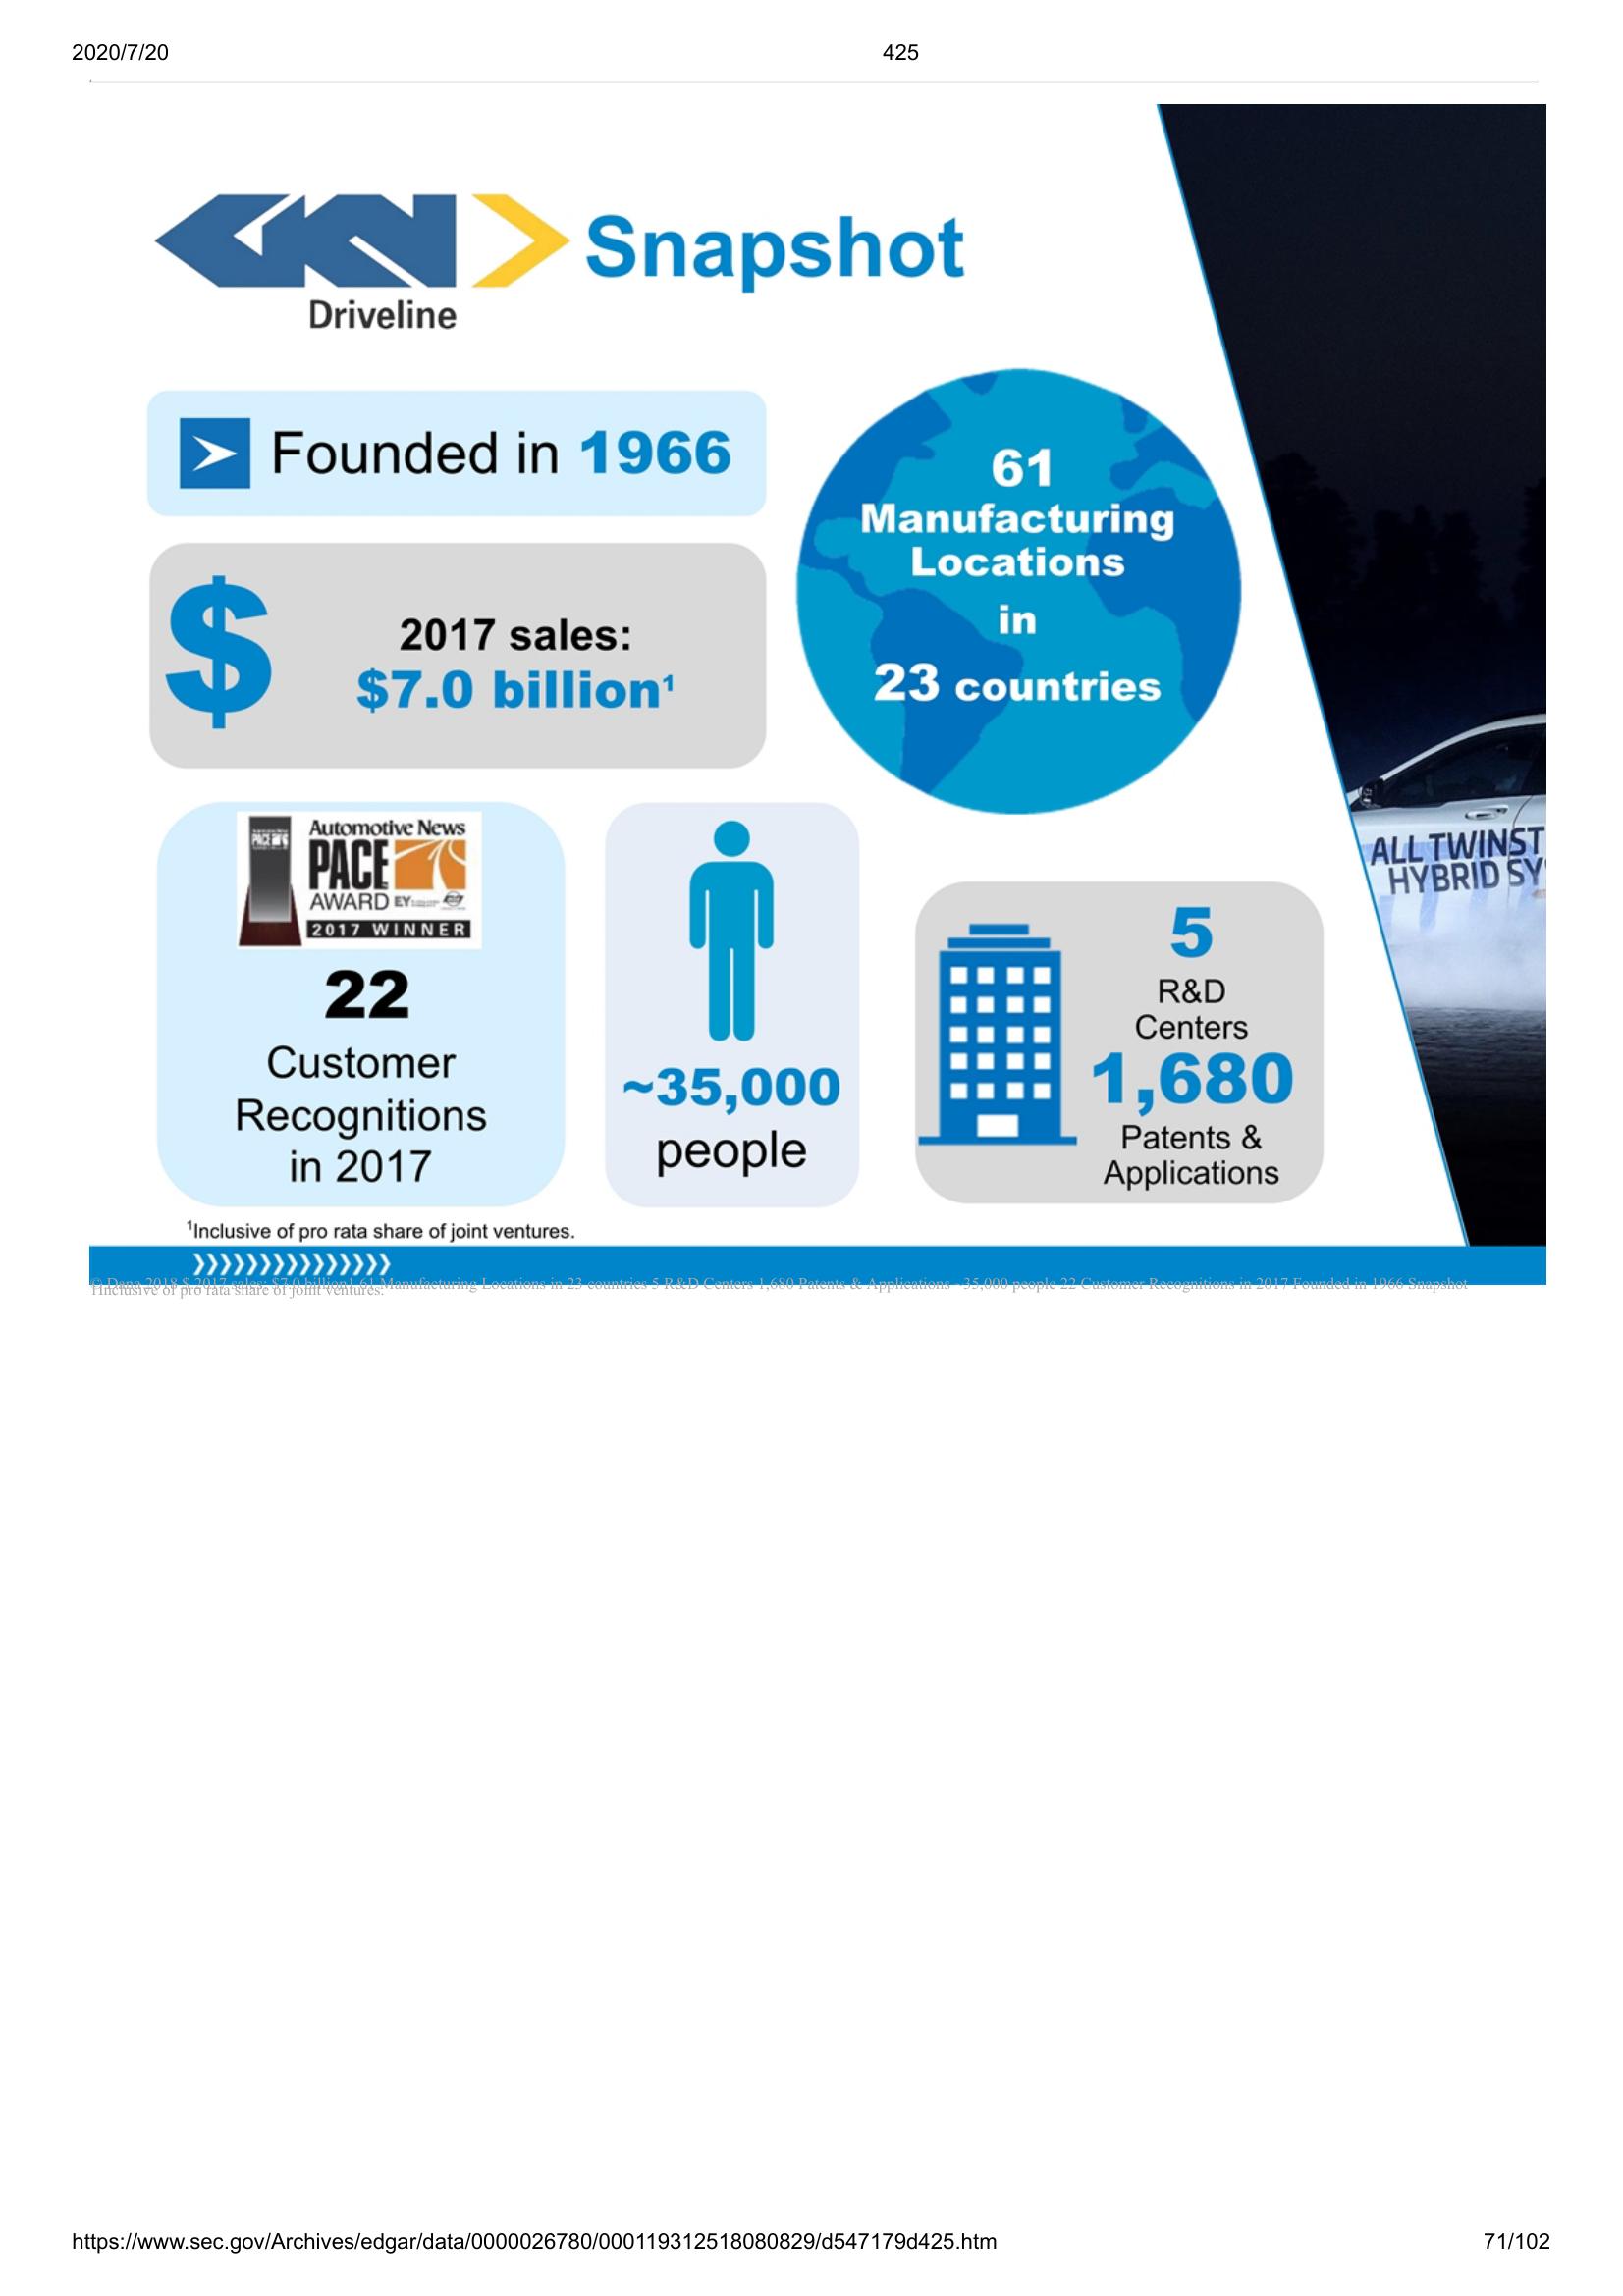 2020/7/20
425
GKN
Snapshot
Driveline
Founded in 1966
$
2017 sales:
$7.0 billion¹
61
Manufacturing
Locations
in
23 countries
Automotive News
PACE
AWARD EY
2017 WINNER
22
Customer
Recognitions
in 2017
~35,000
people
5
R&D
Centers
1,680
Patents &
Applications
ALL TWINST
HYBRID SY
¹Inclusive of pro rata share of joint ventures.
© Dana 2018 $ 2017 sales: $7.0 billion1 61 Manufacturing Locations in 23 countries 5 R&D Centers 1,680 Patents & Applications ~35,000 people 22 Customer Recognitions in 2017 Founded in 1966 Snapshot
1Inclusive of pro rata share of joint ventures.
https://www.sec.gov/Archives/edgar/data/0000026780/000119312518080829/d547179d425.htm
71/102